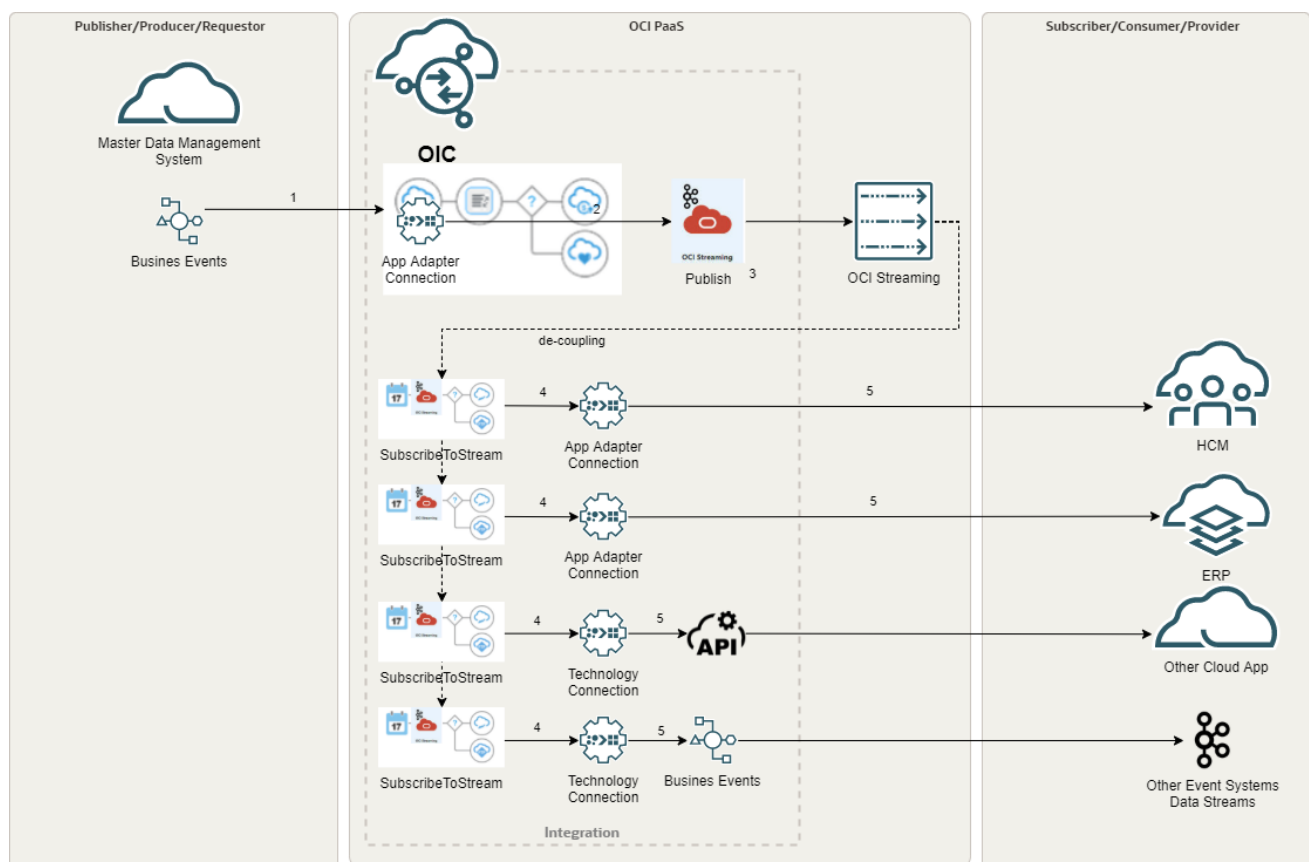 Publisher/Producer/Requestor
OCI PaaS
Subscriber/Consumer/Provider
Master Data Management
System
OIC
1
2
?
Busines Events
App Adapter
Connection
OCI Streaming
Publish
3
OCI Streaming
de-coupling
17
?
OCI Streaming
SubscribeToStream
4
App Adapter
Connection
5
HCM
17
?
OCI Streaming
SubscribeToStream
4
App Adapter
Connection
5
ERP
17
?
OCI Streaming
SubscribeToStream
4
Technology
Connection
5
API
Other Cloud App
17
?
OCI Streaming
SubscribeToStream
4
Technology
Connection
5
Busines Events
Other Event Systems
Data Streams
Integration